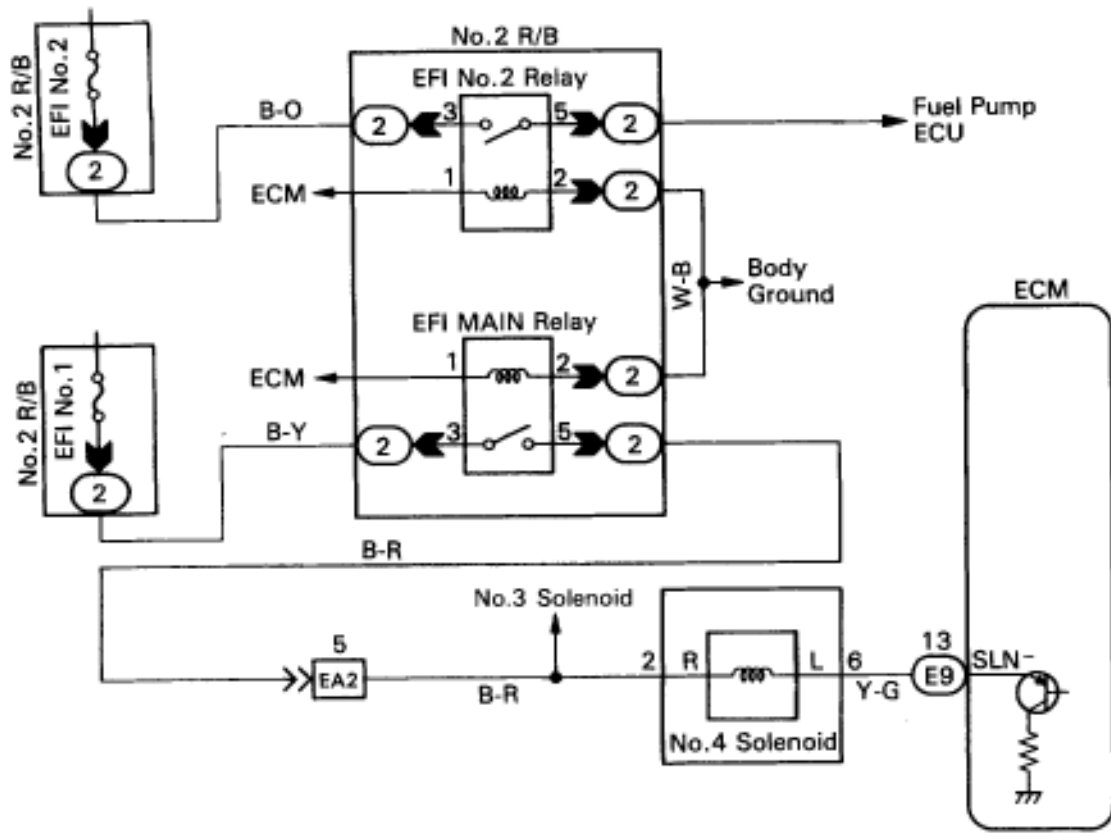 No.2 R/B
EFI No.2
2
B-O
No.2 R/B
EFI No.2 Relay
2
3
5
2
Fuel Pump
ECU
ECM
1
2
2
W-B
Body
Ground
No.2 R/B
EFI No.1
2
B-Y
EFI MAIN Relay
ECM
1
2
2
2
3
5
2
B-R
No.3 Solenoid
5
EA2
B-R
2
R
L
6
No.4 Solenoid
Y-G
13
E9
ECM
SLN-